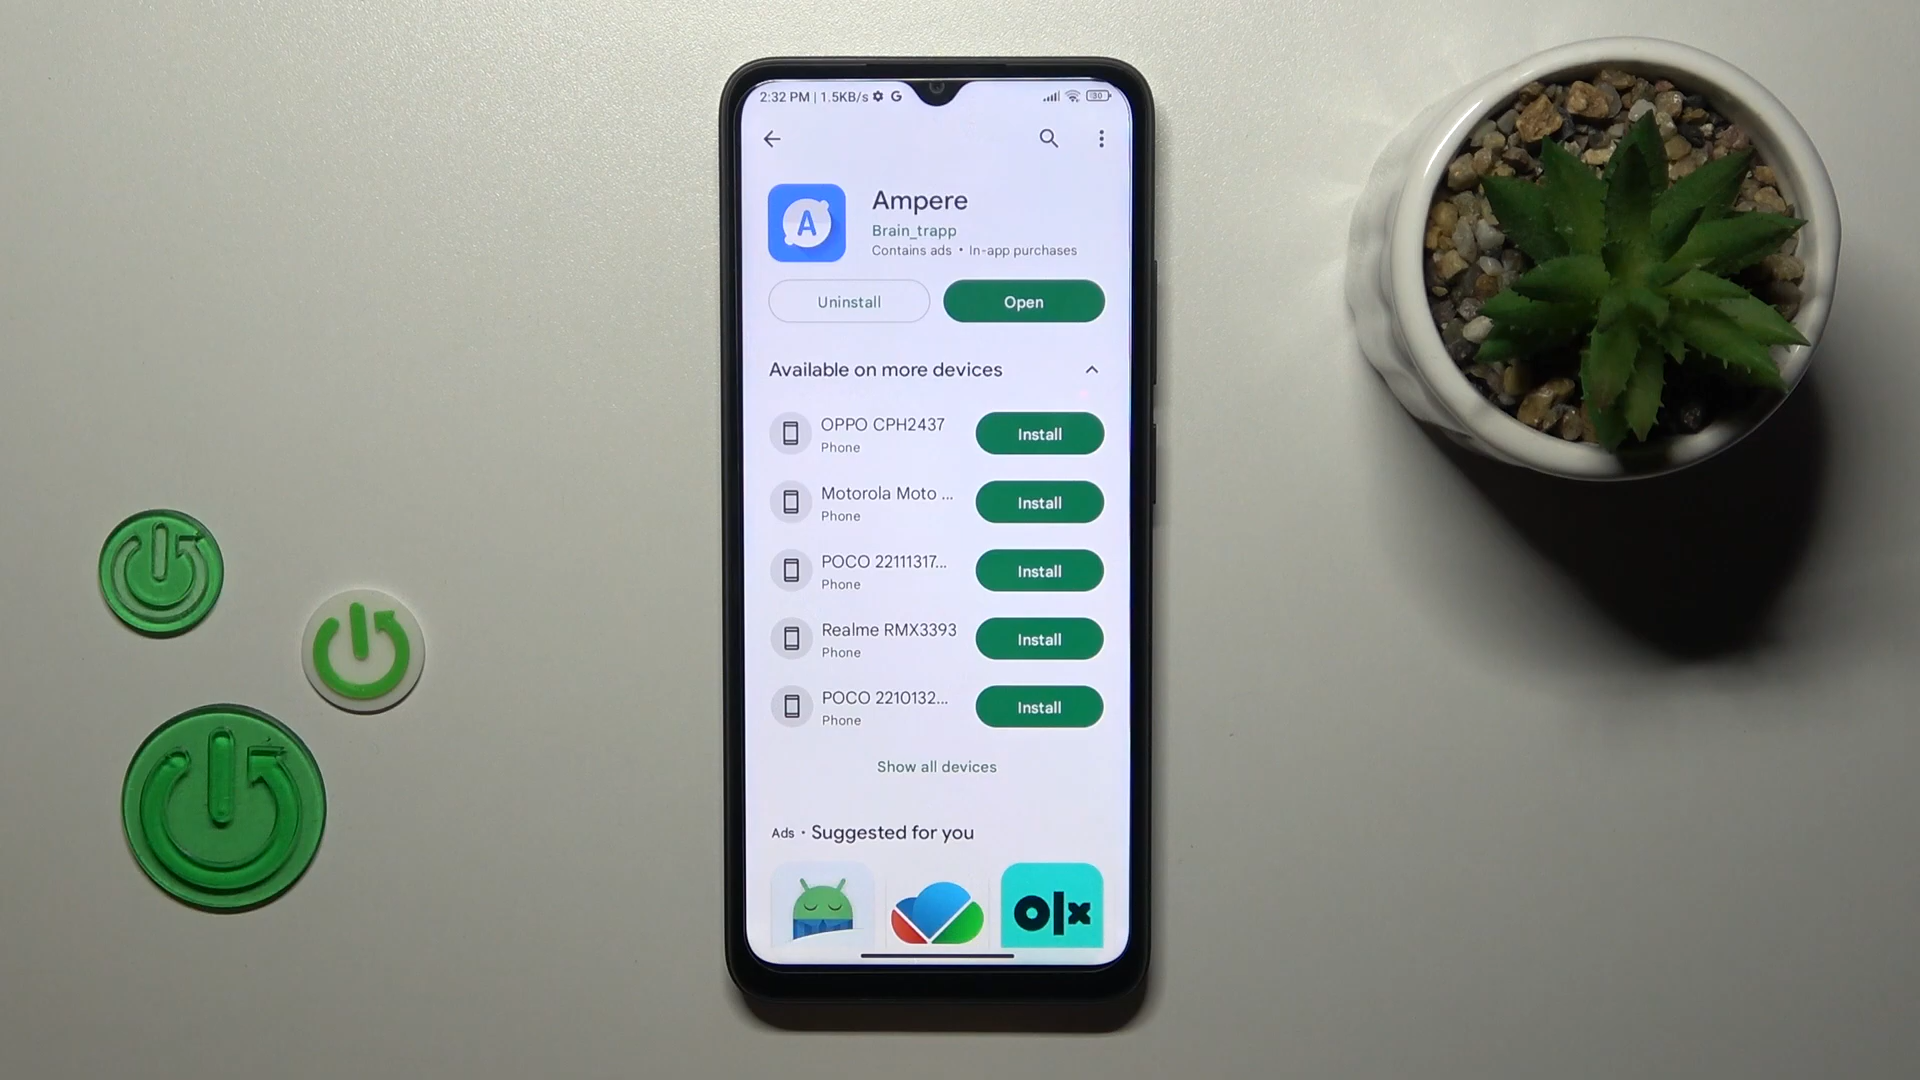 2:32 PM | 1.5KB/s G
30
Ampere
A
Brain_trapp
Contains ads • In-app purchases
Uninstall
Open
Available on more devices
OPPO CPH2437
Phone
Install
Motorola Moto ...
Phone
Install
POCO 22111317...
Phone
Install
Realme RMX3393
Phone
Install
POCO 2210132...
Phone
Install
Show all devices
Ads • Suggested for you
olx